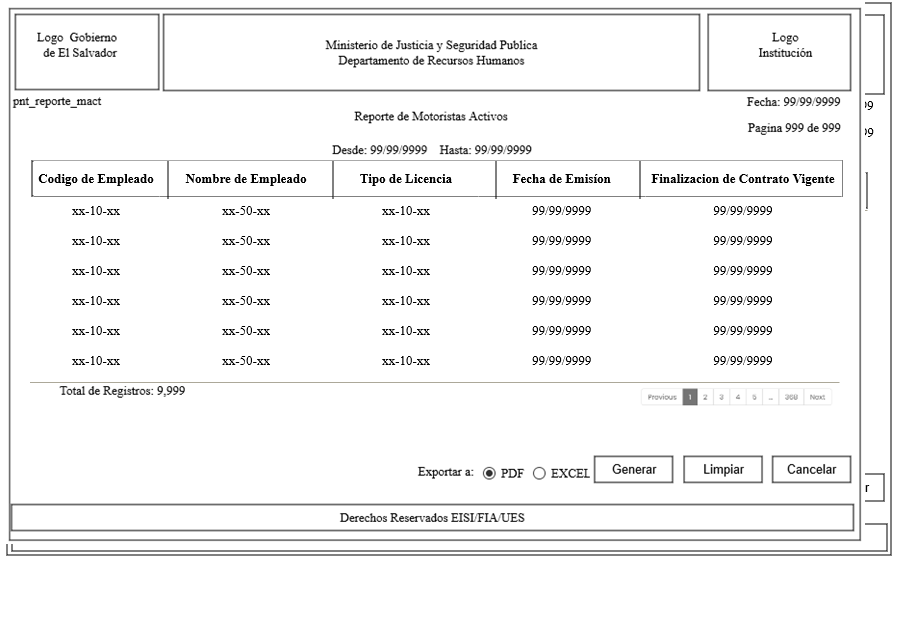 Logo Gobierno
de El Salvador
Ministerio de Justicia y Seguridad Publica
Departamento de Recursos Humanos
Logo
Institución
pnt_reporte_mact
Fecha: 99/99/9999
Reporte de Motoristas Activos
Pagina 999 de 999
Desde: 99/99/9999 Hasta: 99/99/9999
Codigo de Empleado Nombre de Empleado Tipo de Licencia Fecha de Emisíon Finalizacion de Contrato Vigente
xx-10-xx xx-50-xx xx-10-xx 99/99/9999 99/99/9999
xx-10-xx xx-50-xx xx-10-xx 99/99/9999 99/99/9999
xx-10-xx xx-50-xx xx-10-xx 99/99/9999 99/99/9999
xx-10-xx xx-50-xx xx-10-xx 99/99/9999 99/99/9999
xx-10-xx xx-50-xx xx-10-xx 99/99/9999 99/99/9999
xx-10-xx xx-50-xx xx-10-xx 99/99/9999 99/99/9999
Total de Registros: 9,999
Previous 1 2 3 4 5 ... 368 Next
Exportar a: PDF EXCEL Generar Limpiar Cancelar
Derechos Reservados EISI/FIA/UES